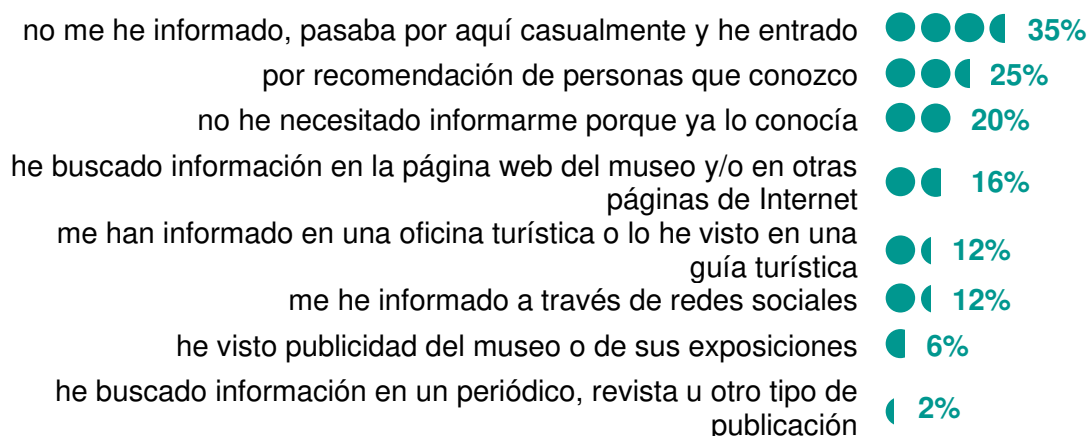 no me he informado, pasaba por aquí casualmente y he entrado 35%
por recomendación de personas que conozco 25%
no he necesitado informarme porque ya lo conocía 20%
he buscado información en la página web del museo y/o en otras
páginas de Internet 16%
me han informado en una oficina turística o lo he visto en una
guía turística 12%
me he informado a través de redes sociales 12%
he visto publicidad del museo o de sus exposiciones 6%
he buscado información en un periódico, revista u otro tipo de
publicación 2%